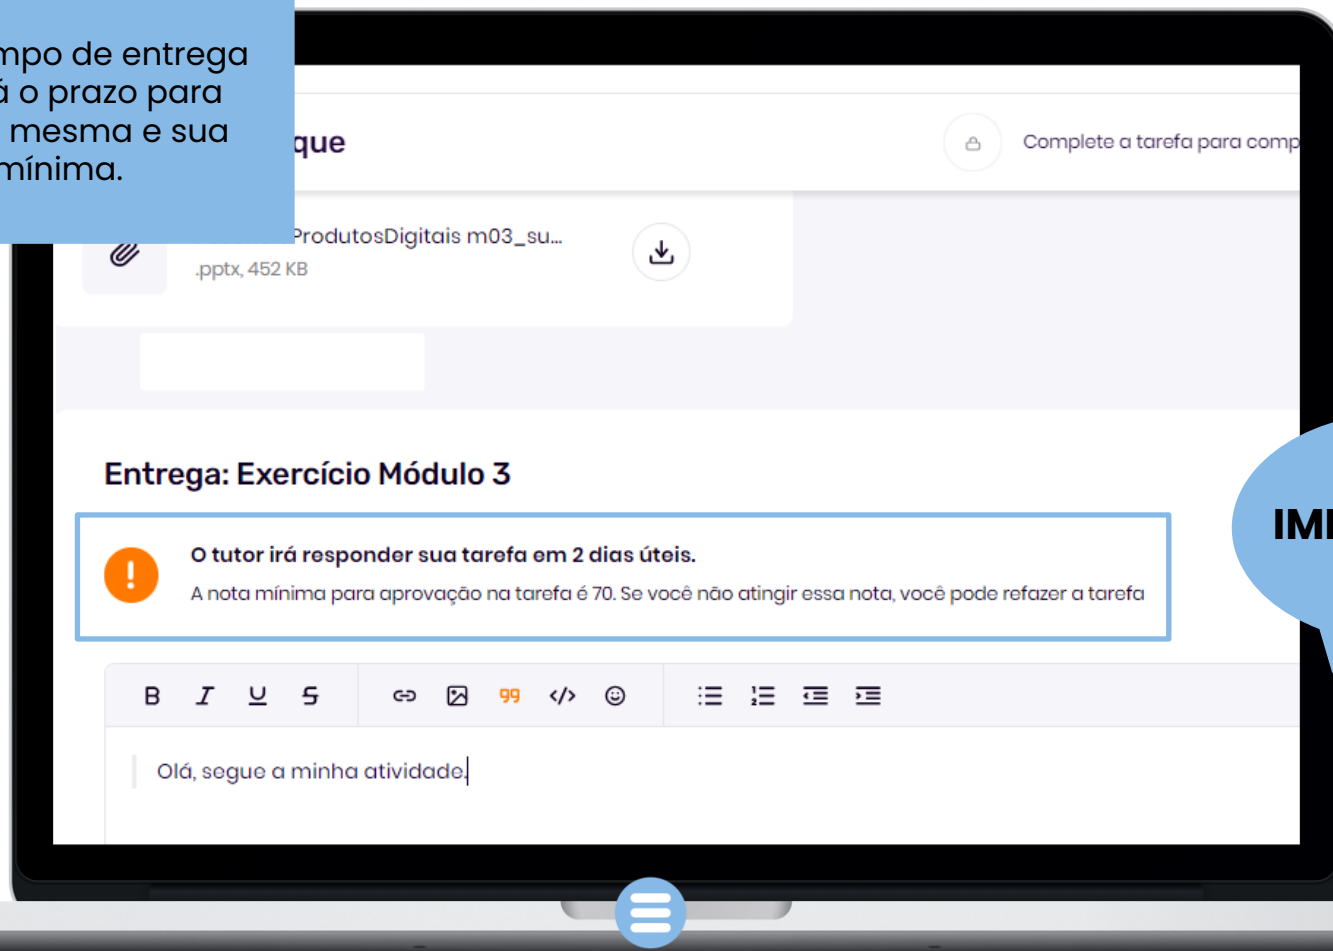 mpo de entrega
á o prazo para
mesma e sua
mínima.
que
Complete a tarefa para comp
ProdutosDigitais m03_su...
.pptx, 452 KB
Entrega: Exercício Módulo 3
O tutor irá responder sua tarefa em 2 dias úteis.
A nota mínima para aprovação na tarefa é 70. Se você não atingir essa nota, você pode refazer a tarefa
B I U S
Olá, segue a minha atividade.